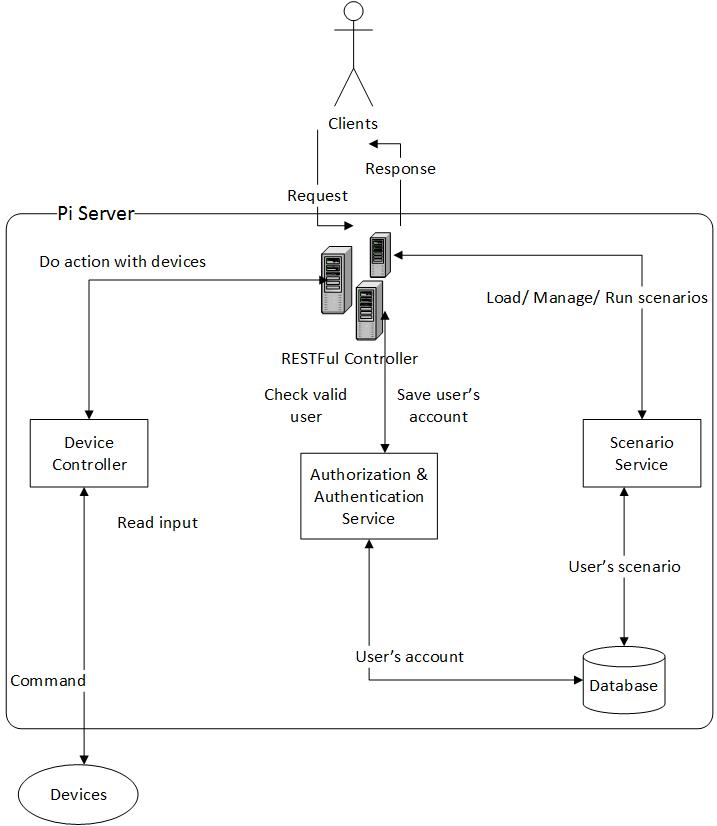 Clients
Response
Request
Pi Server
Do action with devices
Load/ Manage/ Run scenarios
RESTFul Controller
Check valid
user
Save user's
account
Device
Controller
Authorization &
Authentication
Service
Scenario
Service
Read input
User's scenario
User's account
Command
Database
Devices